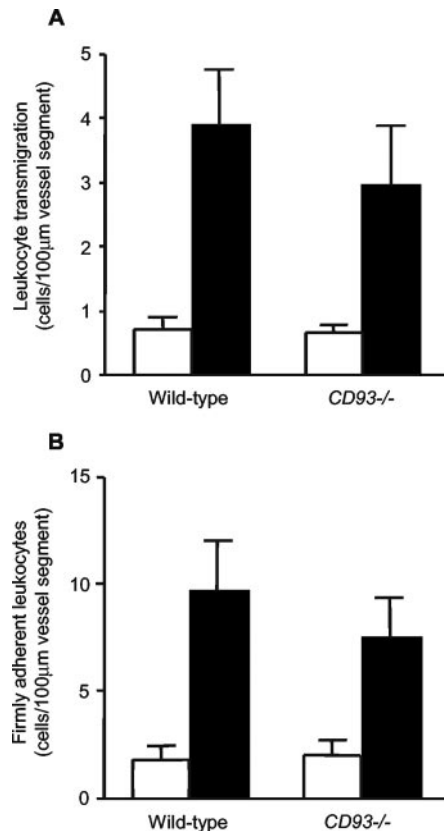 A
Leukocyte transmigration
(cells/100μm vessel segment)
5
4
3
2
1
0
Wild-type CD93-/-
B
Firmly adherent leukocytes
(cells/100μm vessel segment)
15
10
5
0
Wild-type CD93-/-